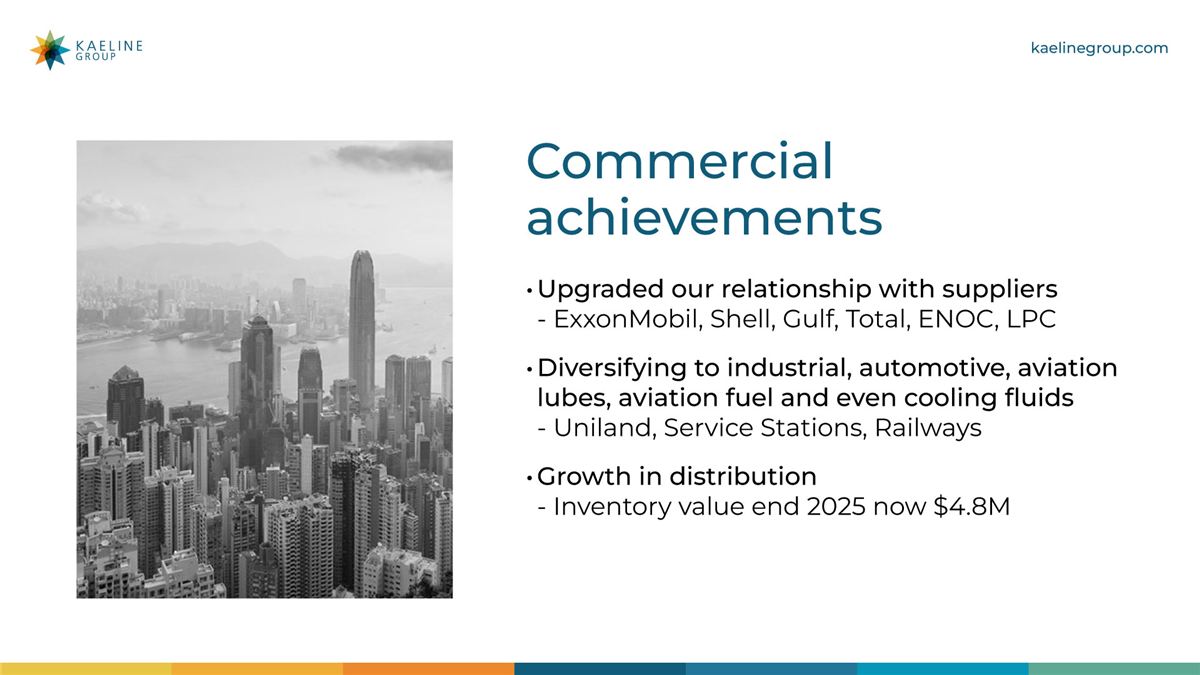 KAELINE
GROUP
kaelinegroup.com
Commercial
achievements
• Upgraded our relationship with suppliers
- ExxonMobil, Shell, Gulf, Total, ENOC, LPC
• Diversifying to industrial, automotive, aviation
lubes, aviation fuel and even cooling fluids
- Uniland, Service Stations, Railways
• Growth in distribution
- Inventory value end 2025 now $4.8M